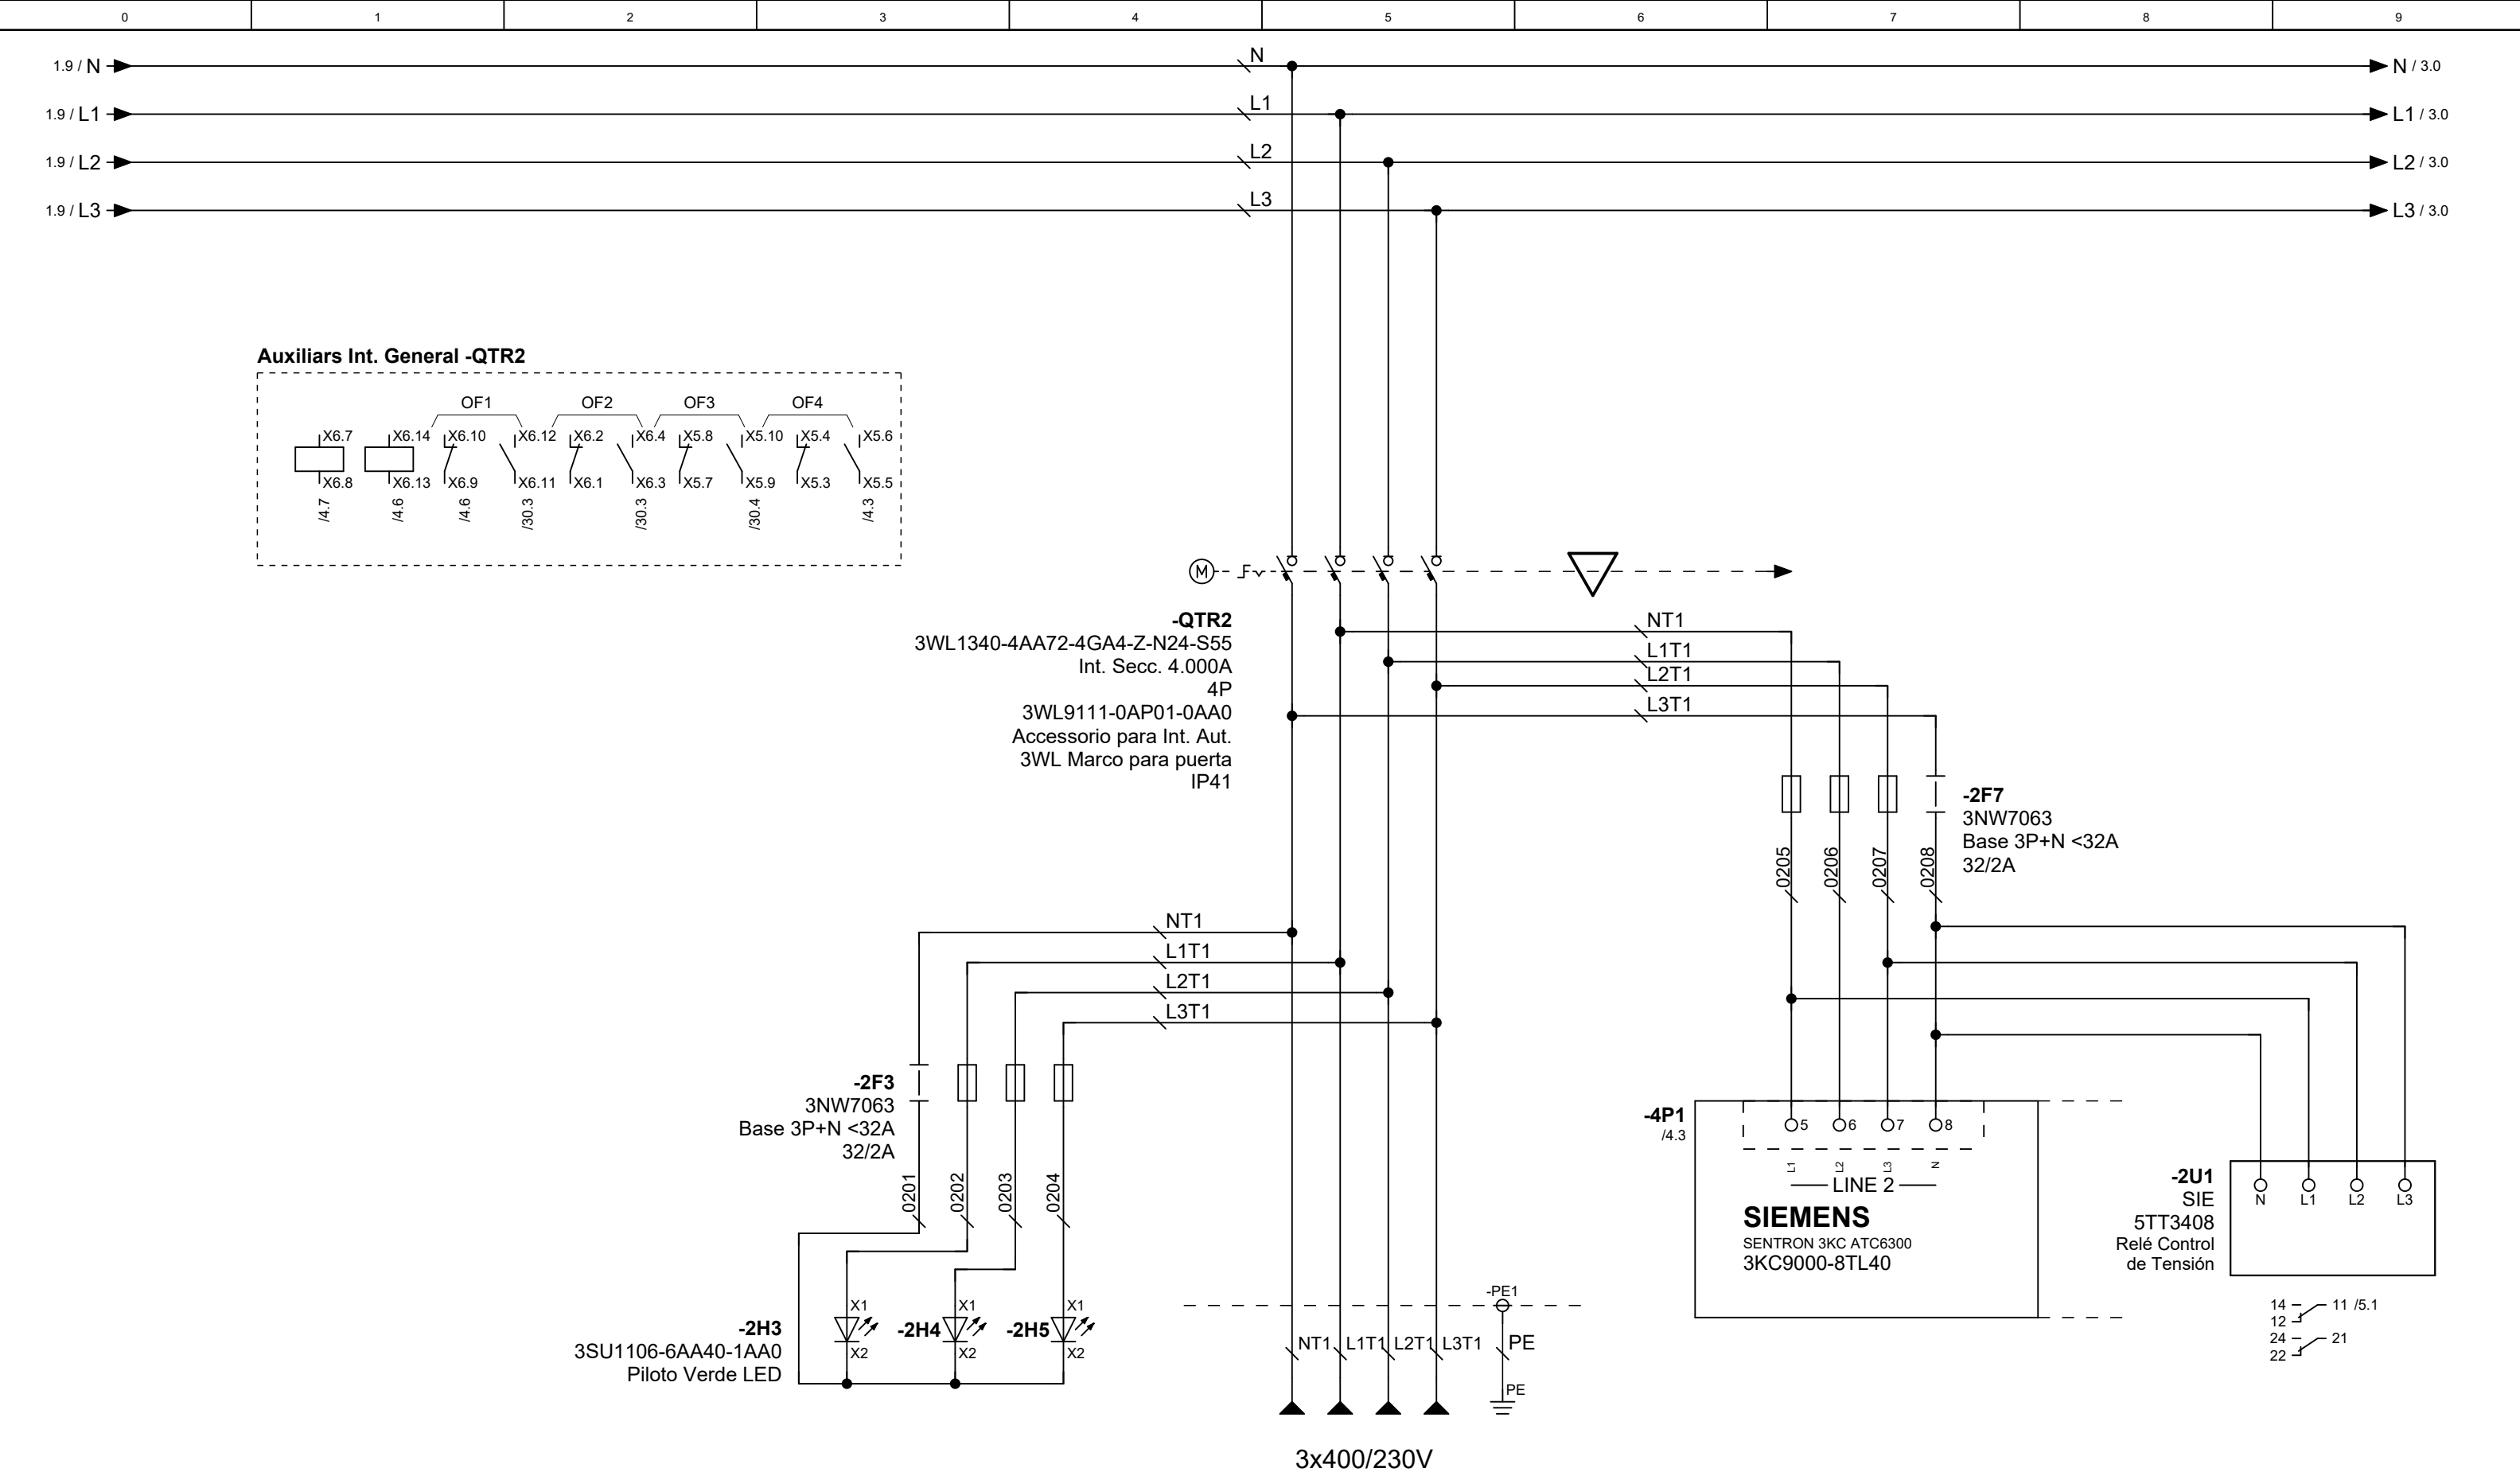 0 1 2 3 4 5 6 7 8 9
1.9 / N N N / 3.0
1.9 / L1 L1 L1 / 3.0
1.9 / L2 L2 L2 / 3.0
1.9 / L3 L3 L3 / 3.0
Auxiliars Int. General -QTR2
OF1 OF2 OF3 OF4
X6.7 X6.14 X6.10 X6.12 X6.2 X6.4 X5.8 X5.10 X5.4 X5.6
X6.8 X6.13 X6.9 X6.11 X6.1 X6.3 X5.7 X5.9 X5.3 X5.5
/4.7 /4.6 /4.6 /30.3 /30.3 /30.4 /4.3
M
-QTR2
3WL1340-4AA72-4GA4-Z-N24-S55
Int. Secc. 4.000A
4P
3WL9111-0AP01-0AA0
Accessorio para Int. Aut.
3WL Marco para puerta
IP41
NT1
L1T1
L2T1
L3T1
-2F7
3NW7063
Base 3P+N <32A
32/2A
0205 0206 0207 0208
NT1
L1T1
L2T1
L3T1
-2F3
3NW7063
Base 3P+N <32A
32/2A
0201 0202 0203 0204
-4P1
/4.3
5 6 7 8
L1 L2 L3 N
LINE 2
SIEMENS
SENTRON 3KC ATC6300
3KC9000-8TL40
-2U1
SIE
5TT3408
Relé Control
de Tensión
N L1 L2 L3
14 11 /5.1
12
24 21
22
X1 X1 X1
-2H3 -2H4 -2H5
3SU1106-6AA40-1AA0
Piloto Verde LED
X2 X2 X2
-PE1
NT1 L1T1 L2T1 L3T1 PE
PE
3x400/230V